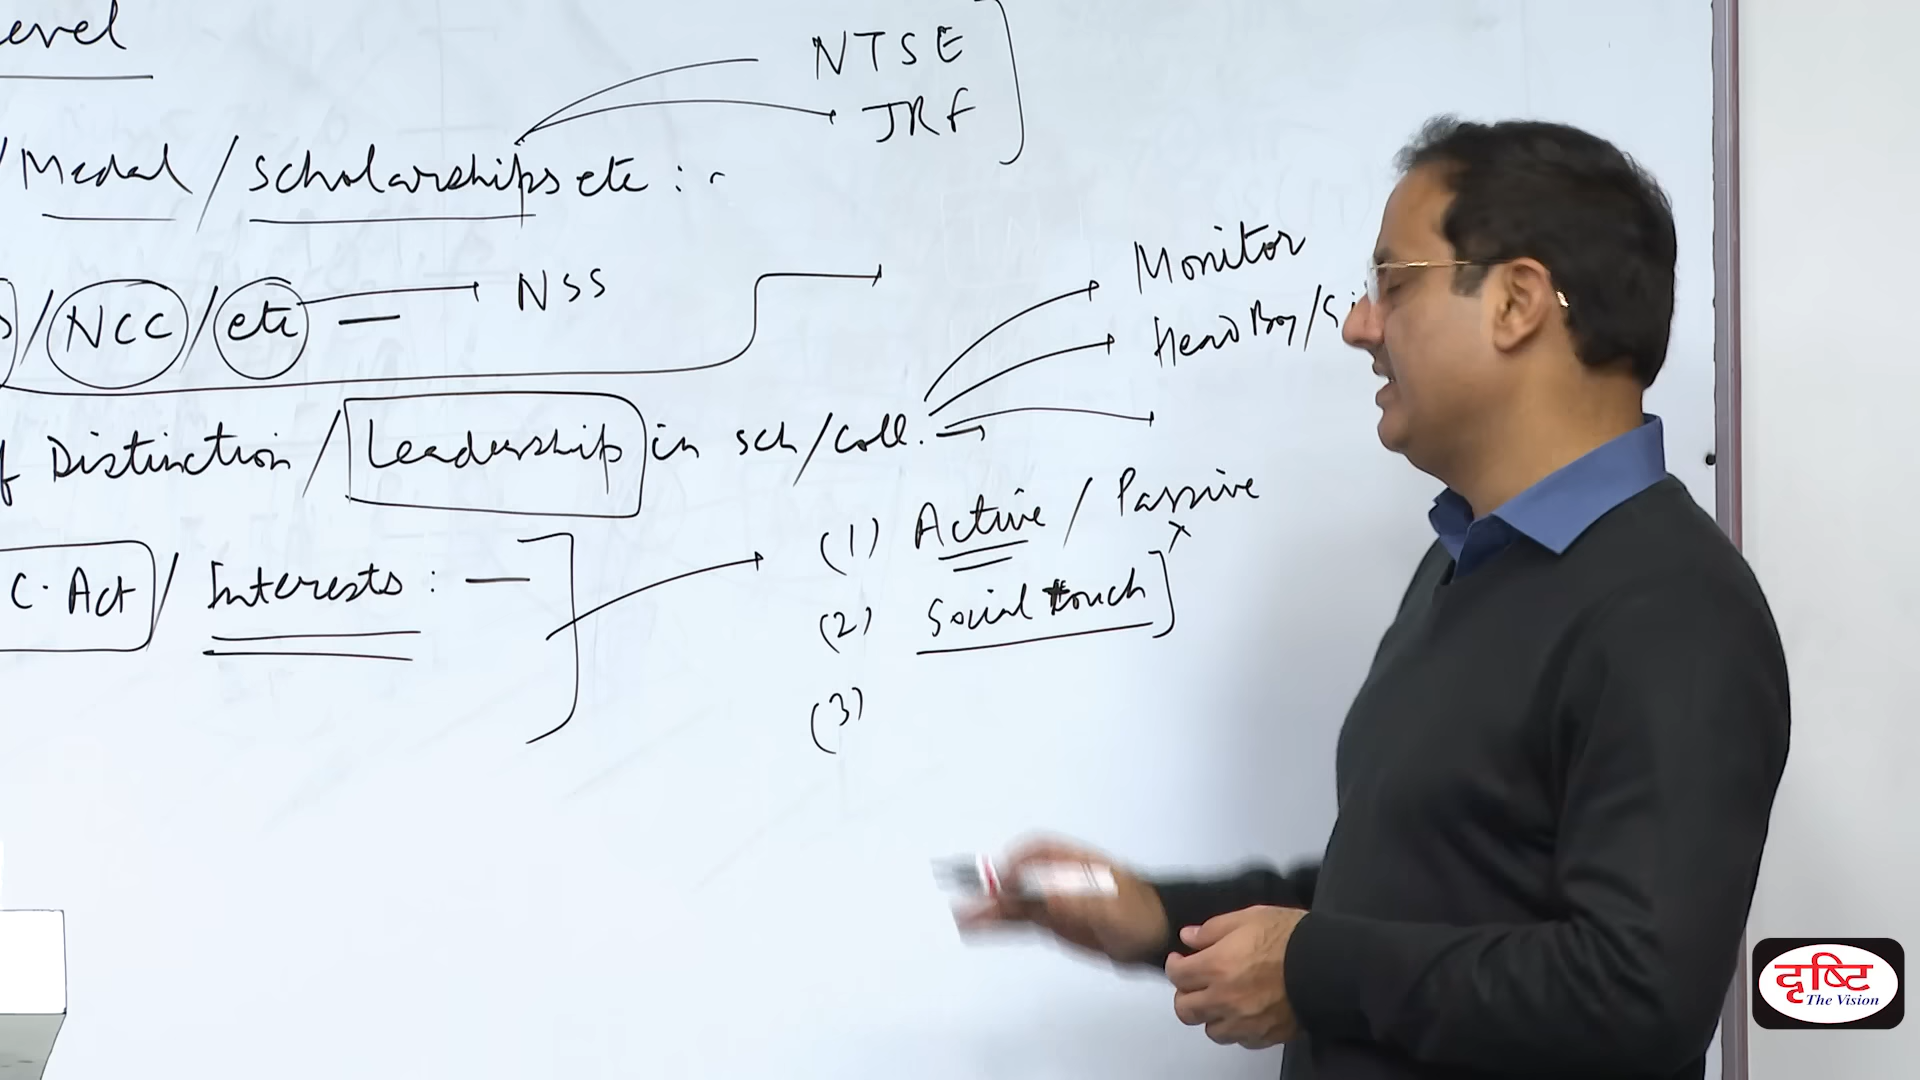 evel
NTSE
JRF
/Medal / Scholarships etc :-
/ NCC / etc — NSS
Monitor
Head Boy/Gi
f Distinction / Leadership in sch/coll. -
(1) Active / Passive
x
C. Act / Interests : —
(2) Social touch
(3)
दृष्टि
The Vision